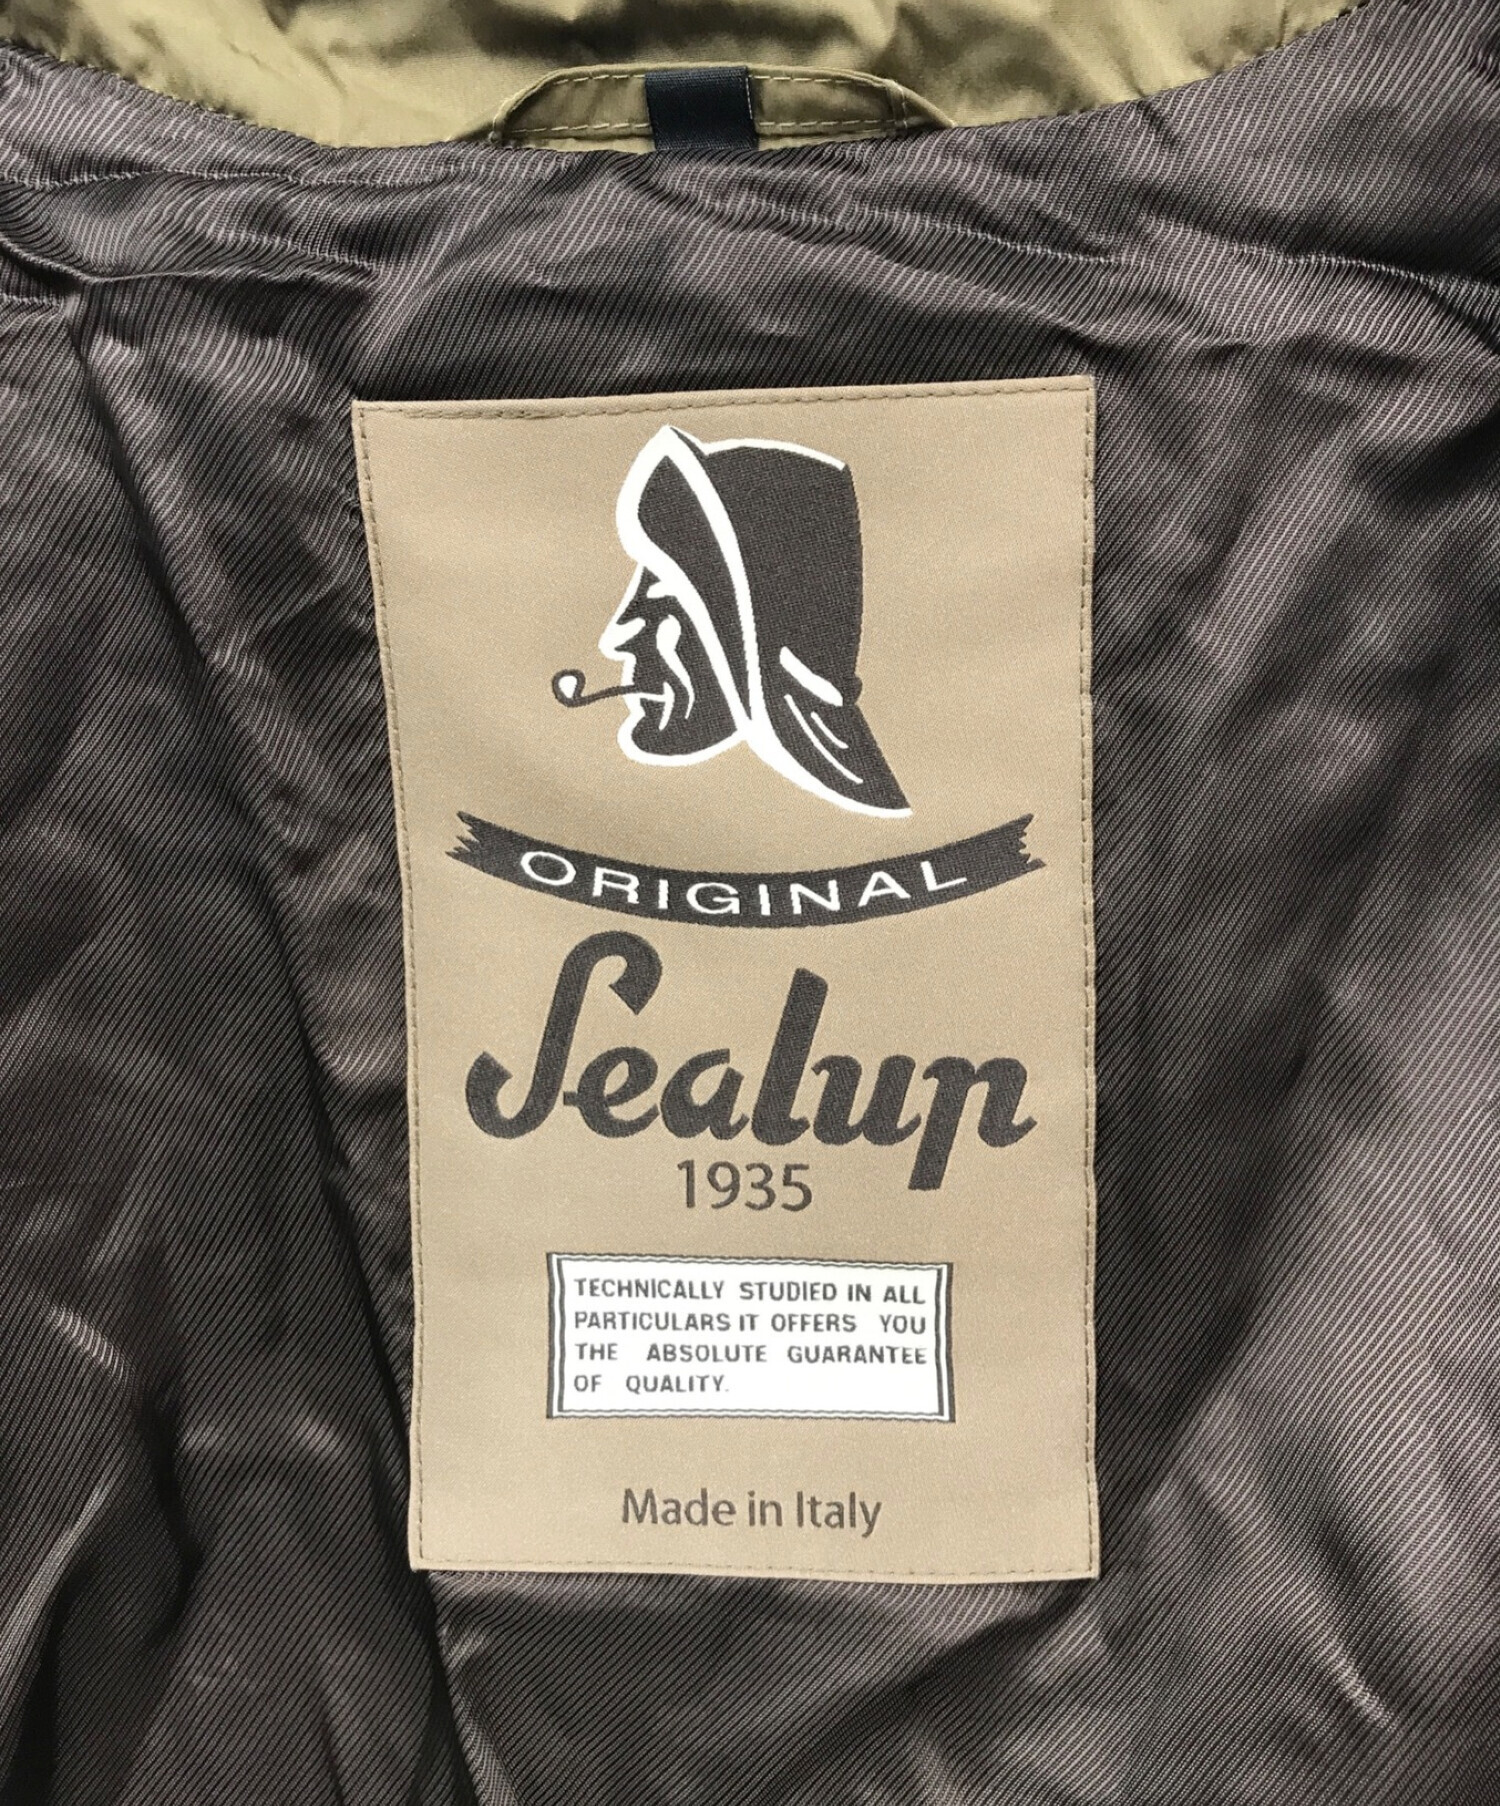 ORIGINAL
Sealup
1935
TECHNICALLY STUDIED IN ALL
PARTICULARS IT OFFERS YOU
THE ABSOLUTE GUARANTEE
OF QUALITY.
Made in Italy